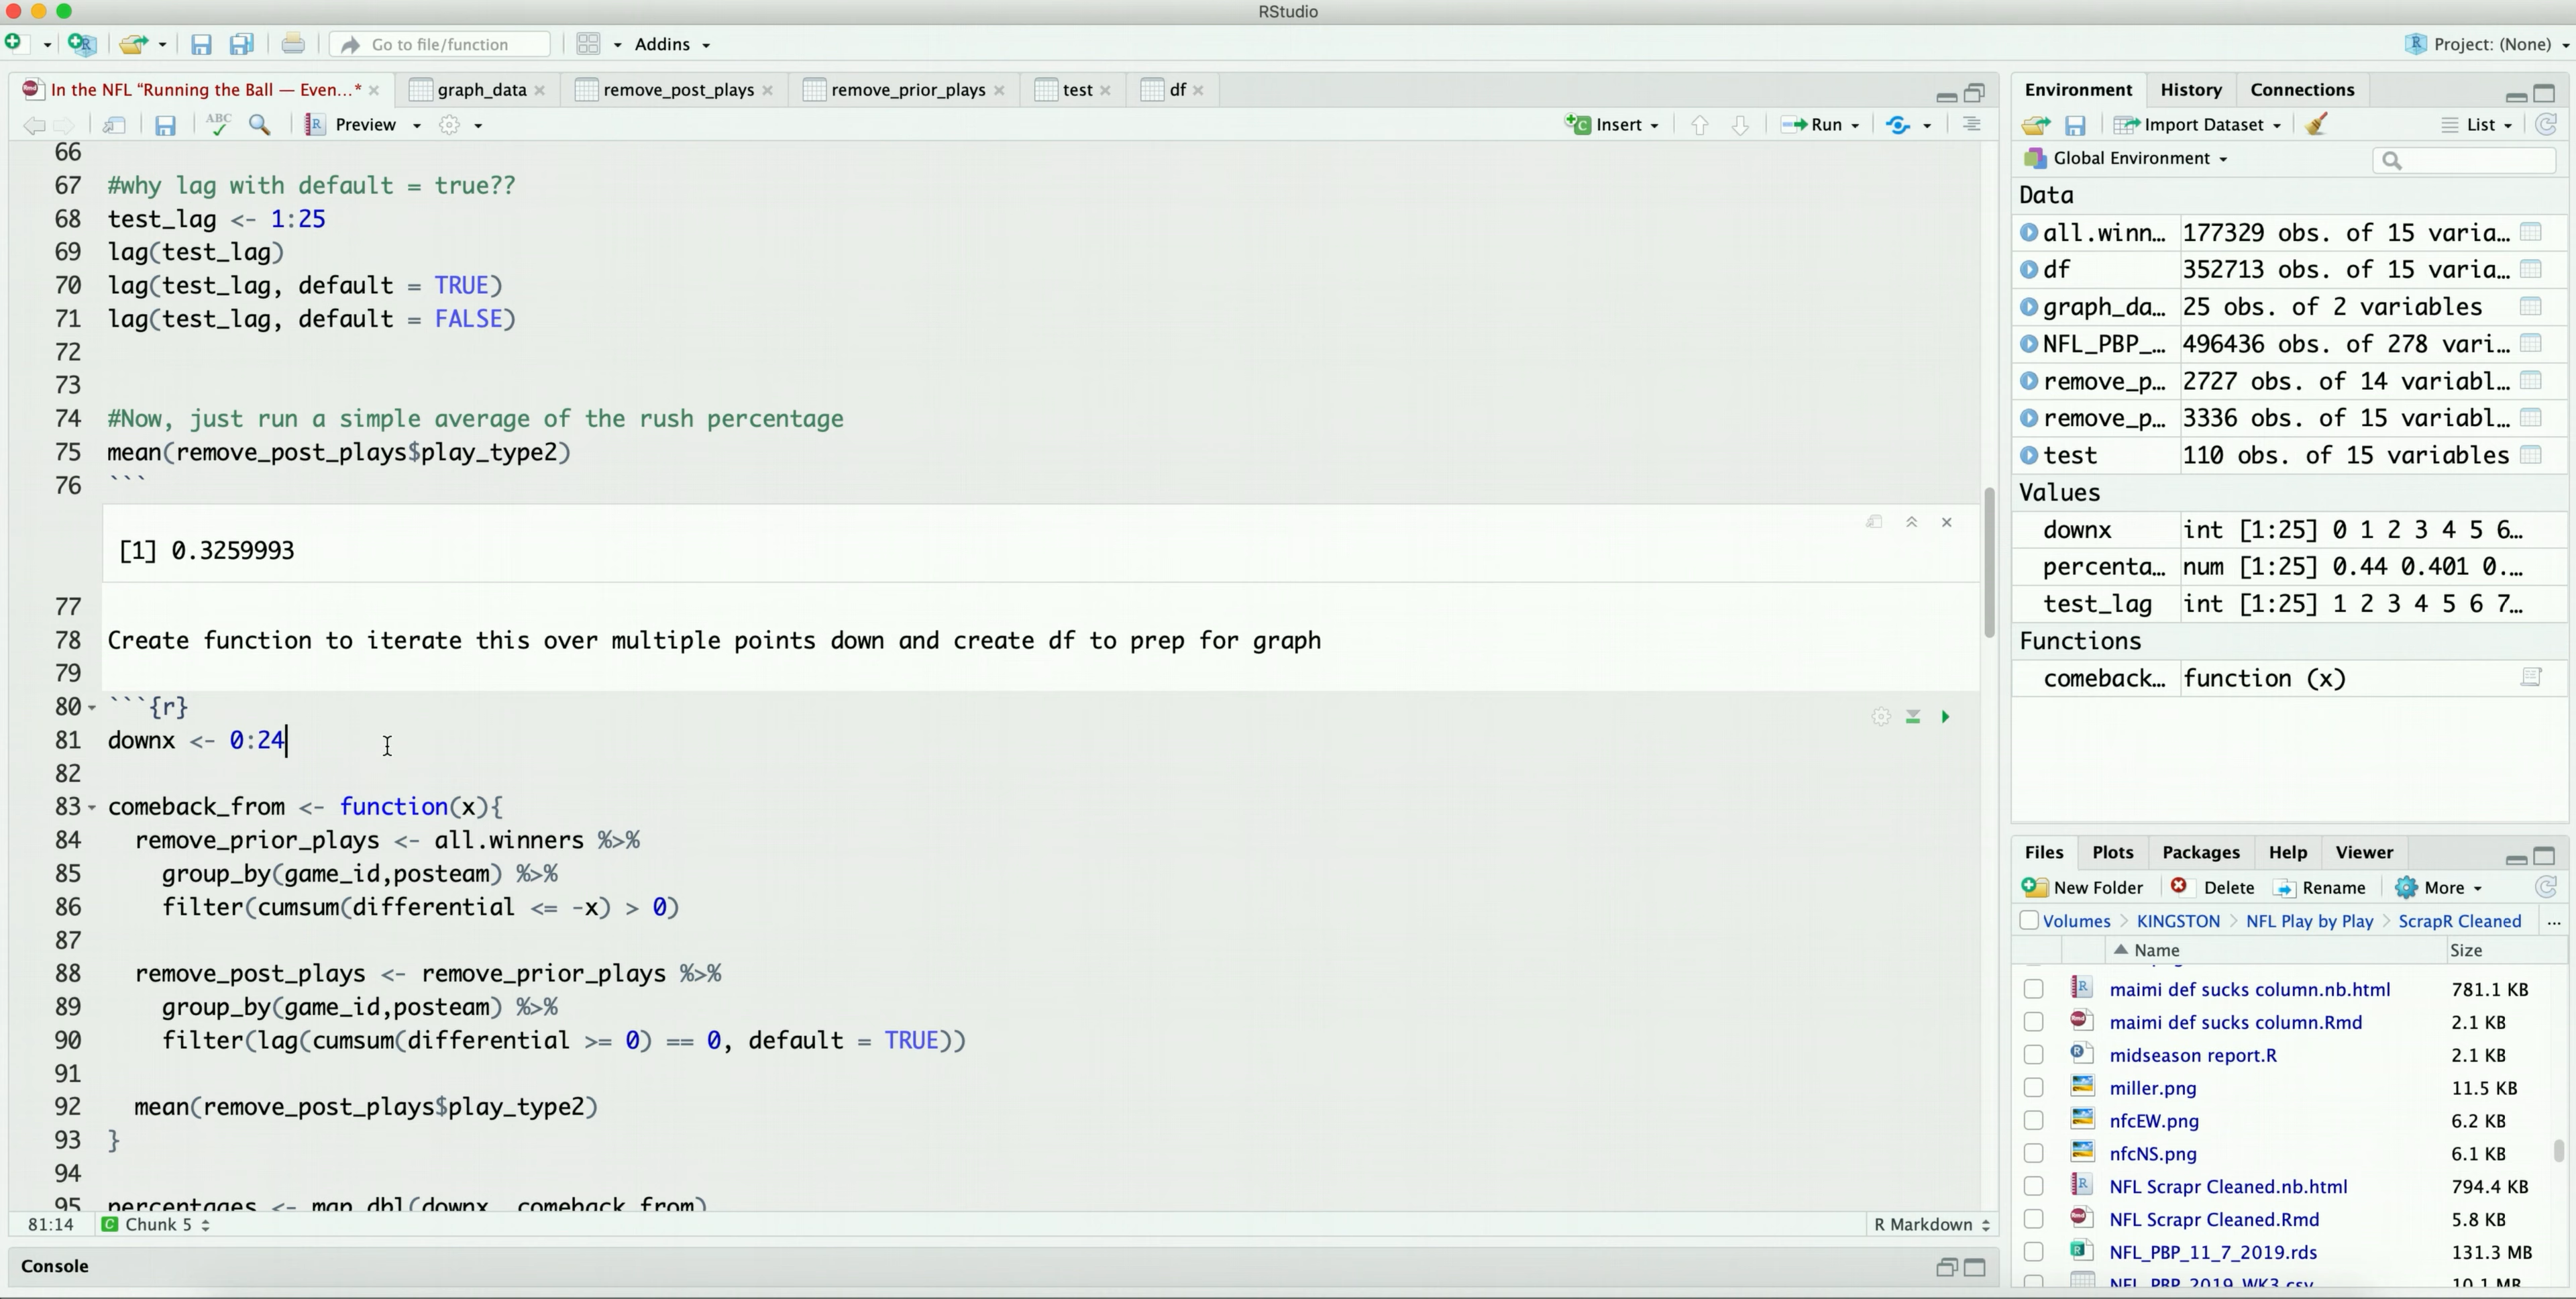 RStudio
Go to file/function
Addins
Project: (None)
In the NFL “Running the Ball — Even...*
graph_data
remove_post_plays
remove_prior_plays
test
df
ABC
Preview
Insert
Run
66
67 #why lag with default = true??
68 test_lag <- 1:25
69 lag(test_lag)
70 lag(test_lag, default = TRUE)
71 lag(test_lag, default = FALSE)
72
73
74 #Now, just run a simple average of the rush percentage
75 mean(remove_post_plays$play_type2)
76 ```
[1] 0.3259993
77
78 Create function to iterate this over multiple points down and create df to prep for graph
79
80 ```{r}
81 downx <- 0:24
82
83 comeback_from <- function(x){
84 remove_prior_plays <- all.winners %>%
85 group_by(game_id,posteam) %>%
86 filter(cumsum(differential <= -x) > 0)
87
88 remove_post_plays <- remove_prior_plays %>%
89 group_by(game_id,posteam) %>%
90 filter(lag(cumsum(differential >= 0) == 0, default = TRUE))
91
92 mean(remove_post_plays$play_type2)
93 }
94
95 percentages <- map_dbl(downx, comeback_from)
81:14
Chunk 5
R Markdown
Console
Environment
History
Connections
Import Dataset
List
Global Environment
Data
all.winn... 177329 obs. of 15 varia...
df 352713 obs. of 15 varia...
graph_da... 25 obs. of 2 variables
NFL_PBP_... 496436 obs. of 278 vari...
remove_p... 2727 obs. of 14 variabl...
remove_p... 3336 obs. of 15 variabl...
test 110 obs. of 15 variables
Values
downx int [1:25] 0 1 2 3 4 5 6...
percenta... num [1:25] 0.44 0.401 0....
test_lag int [1:25] 1 2 3 4 5 6 7...
Functions
comeback... function (x)
Files
Plots
Packages
Help
Viewer
New Folder
Delete
Rename
More
Volumes > KINGSTON > NFL Play by Play > ScrapR Cleaned ...
Name Size
maimi def sucks column.nb.html 781.1 KB
maimi def sucks column.Rmd 2.1 KB
midseason report.R 2.1 KB
miller.png 11.5 KB
nfcEW.png 6.2 KB
nfcNS.png 6.1 KB
NFL Scrapr Cleaned.nb.html 794.4 KB
NFL Scrapr Cleaned.Rmd 5.8 KB
NFL_PBP_11_7_2019.rds 131.3 MB
NFL_PBP_2019_WK3.csv 10.1 MB